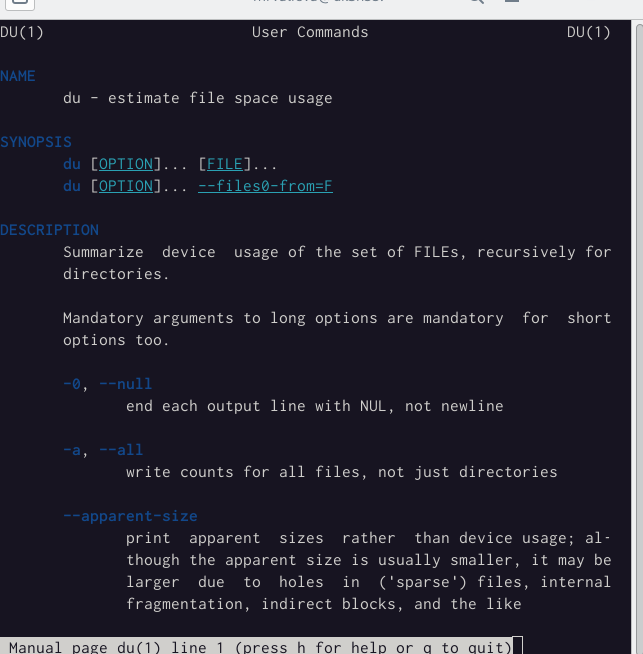 DU(1) User Commands DU(1)
NAME
du - estimate file space usage
SYNOPSIS
du [OPTION]... [FILE]...
du [OPTION]... --files0-from=F
DESCRIPTION
Summarize device usage of the set of FILEs, recursively for
directories.
Mandatory arguments to long options are mandatory for short
options too.
-0, --null
end each output line with NUL, not newline
-a, --all
write counts for all files, not just directories
--apparent-size
print apparent sizes rather than device usage; al-
though the apparent size is usually smaller, it may be
larger due to holes in ('sparse') files, internal
fragmentation, indirect blocks, and the like
Manual page du(1) line 1 (press h for help or q to quit)